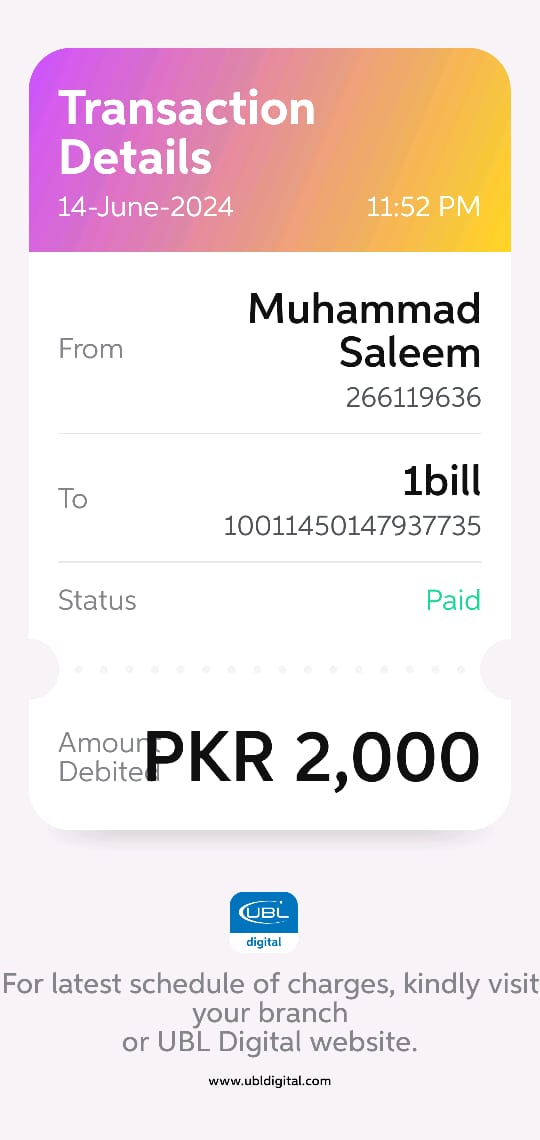 Transaction
Details
14-June-2024 11:52 PM
Muhammad
From Saleem
266119636
1bill
To
10011450147937735
Status Paid
Amount
Debited PKR 2,000
UBL
digital
For latest schedule of charges, kindly visit
your branch
or UBL Digital website.
www.ubldigital.com